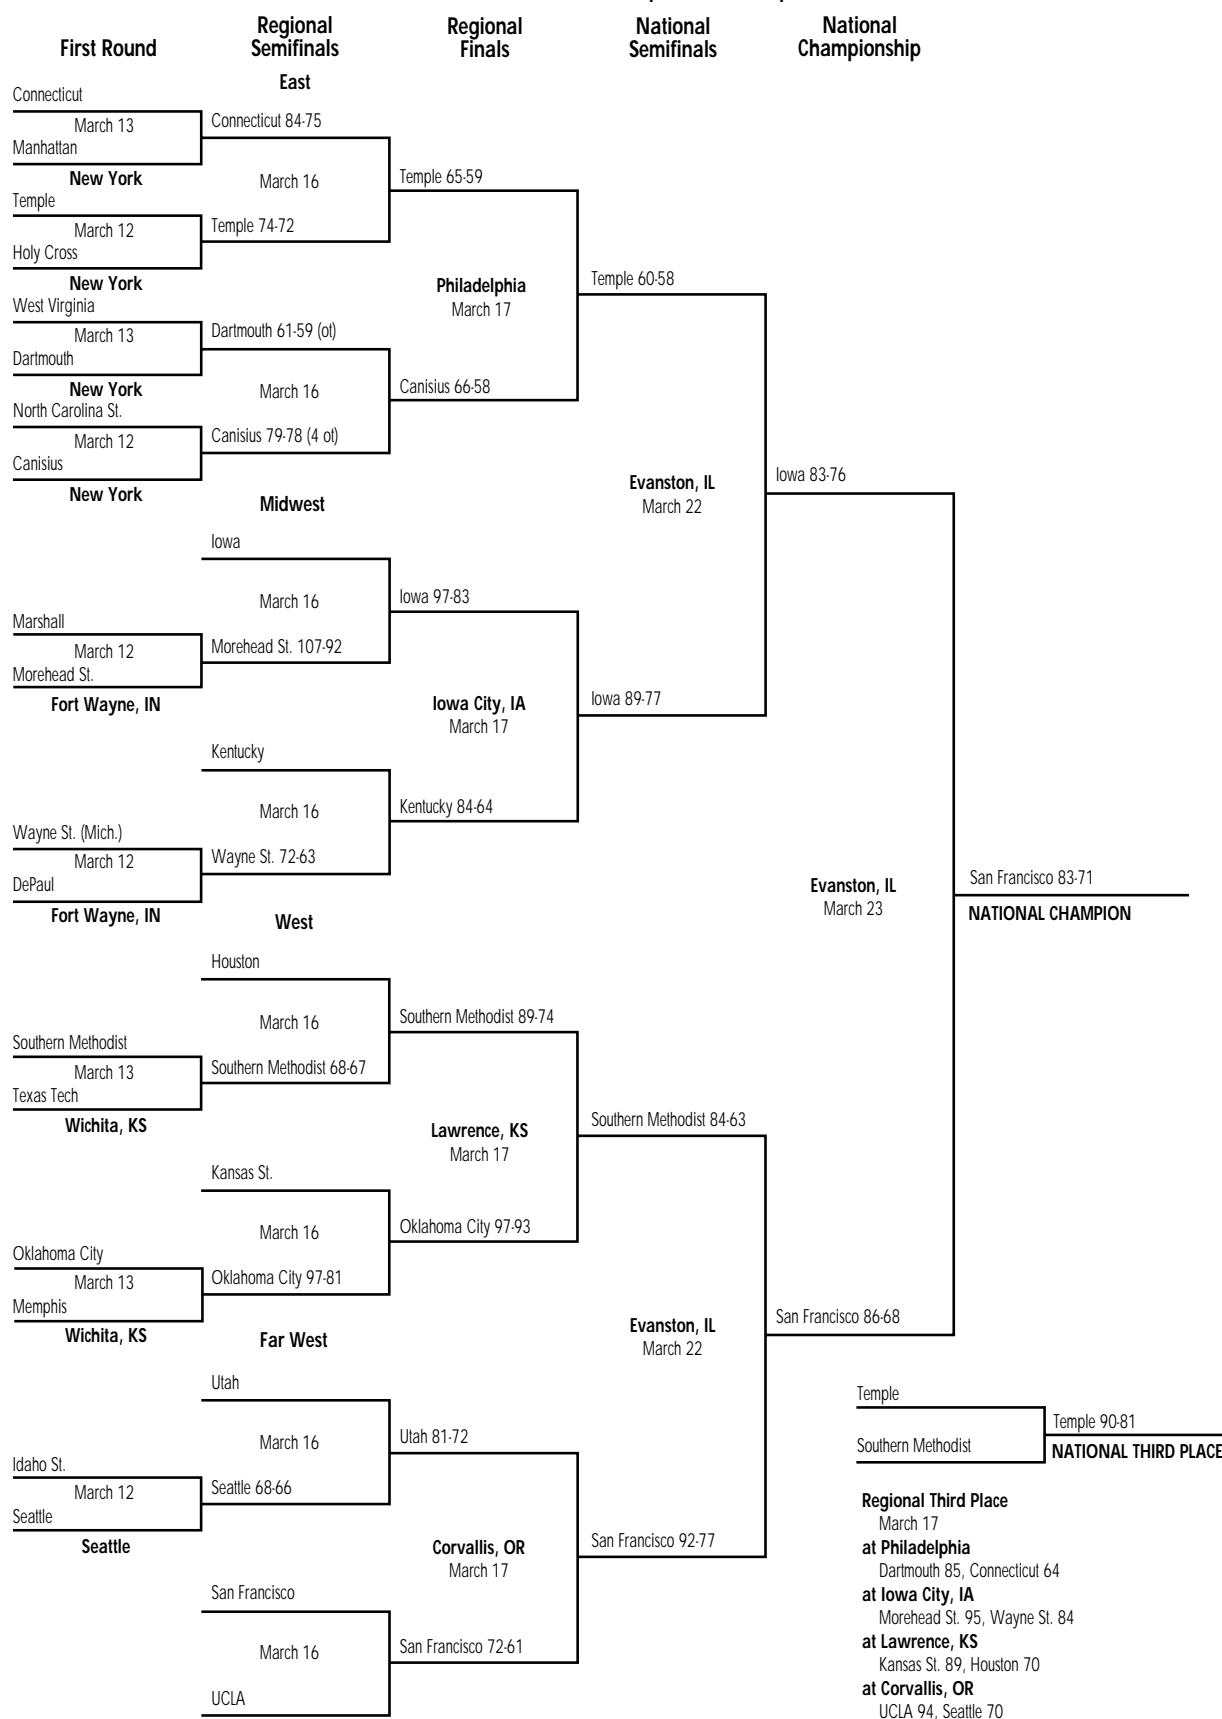 First Round
Regional
Semifinals
Regional
Finals
National
Semifinals
National
Championship
East
Connecticut
March 13
Manhattan
New York
Connecticut 84-75
March 16
Temple
March 12
Holy Cross
New York
Temple 74-72
Temple 65-59
West Virginia
March 13
Dartmouth
New York
Dartmouth 61-59 (ot)
March 16
North Carolina St.
March 12
Canisius
New York
Canisius 79-78 (4 ot)
Canisius 66-58
Philadelphia
March 17
Temple 60-58
Midwest
Iowa
March 16
Marshall
March 12
Morehead St.
Fort Wayne, IN
Morehead St. 107-92
Iowa 97-83
Kentucky
March 16
Wayne St. (Mich.)
March 12
DePaul
Fort Wayne, IN
Wayne St. 72-63
Kentucky 84-64
Iowa City, IA
March 17
Iowa 89-77
Evanston, IL
March 22
Iowa 83-76
West
Houston
March 16
Southern Methodist
March 13
Texas Tech
Wichita, KS
Southern Methodist 68-67
Southern Methodist 89-74
Kansas St.
March 16
Oklahoma City
March 13
Memphis
Wichita, KS
Oklahoma City 97-81
Oklahoma City 97-93
Lawrence, KS
March 17
Southern Methodist 84-63
Far West
Utah
March 16
Idaho St.
March 12
Seattle
Seattle
Seattle 68-66
Utah 81-72
San Francisco
March 16
UCLA
San Francisco 72-61
Corvallis, OR
March 17
San Francisco 92-77
Evanston, IL
March 22
San Francisco 86-68
Evanston, IL
March 23
San Francisco 83-71
NATIONAL CHAMPION
Temple
Southern Methodist
Temple 90-81
NATIONAL THIRD PLACE
Regional Third Place
March 17
at Philadelphia
Dartmouth 85, Connecticut 64
at Iowa City, IA
Morehead St. 95, Wayne St. 84
at Lawrence, KS
Kansas St. 89, Houston 70
at Corvallis, OR
UCLA 94, Seattle 70